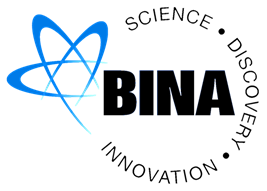 SCIENCE • DISCOVERY •
BINA
INNOVATION